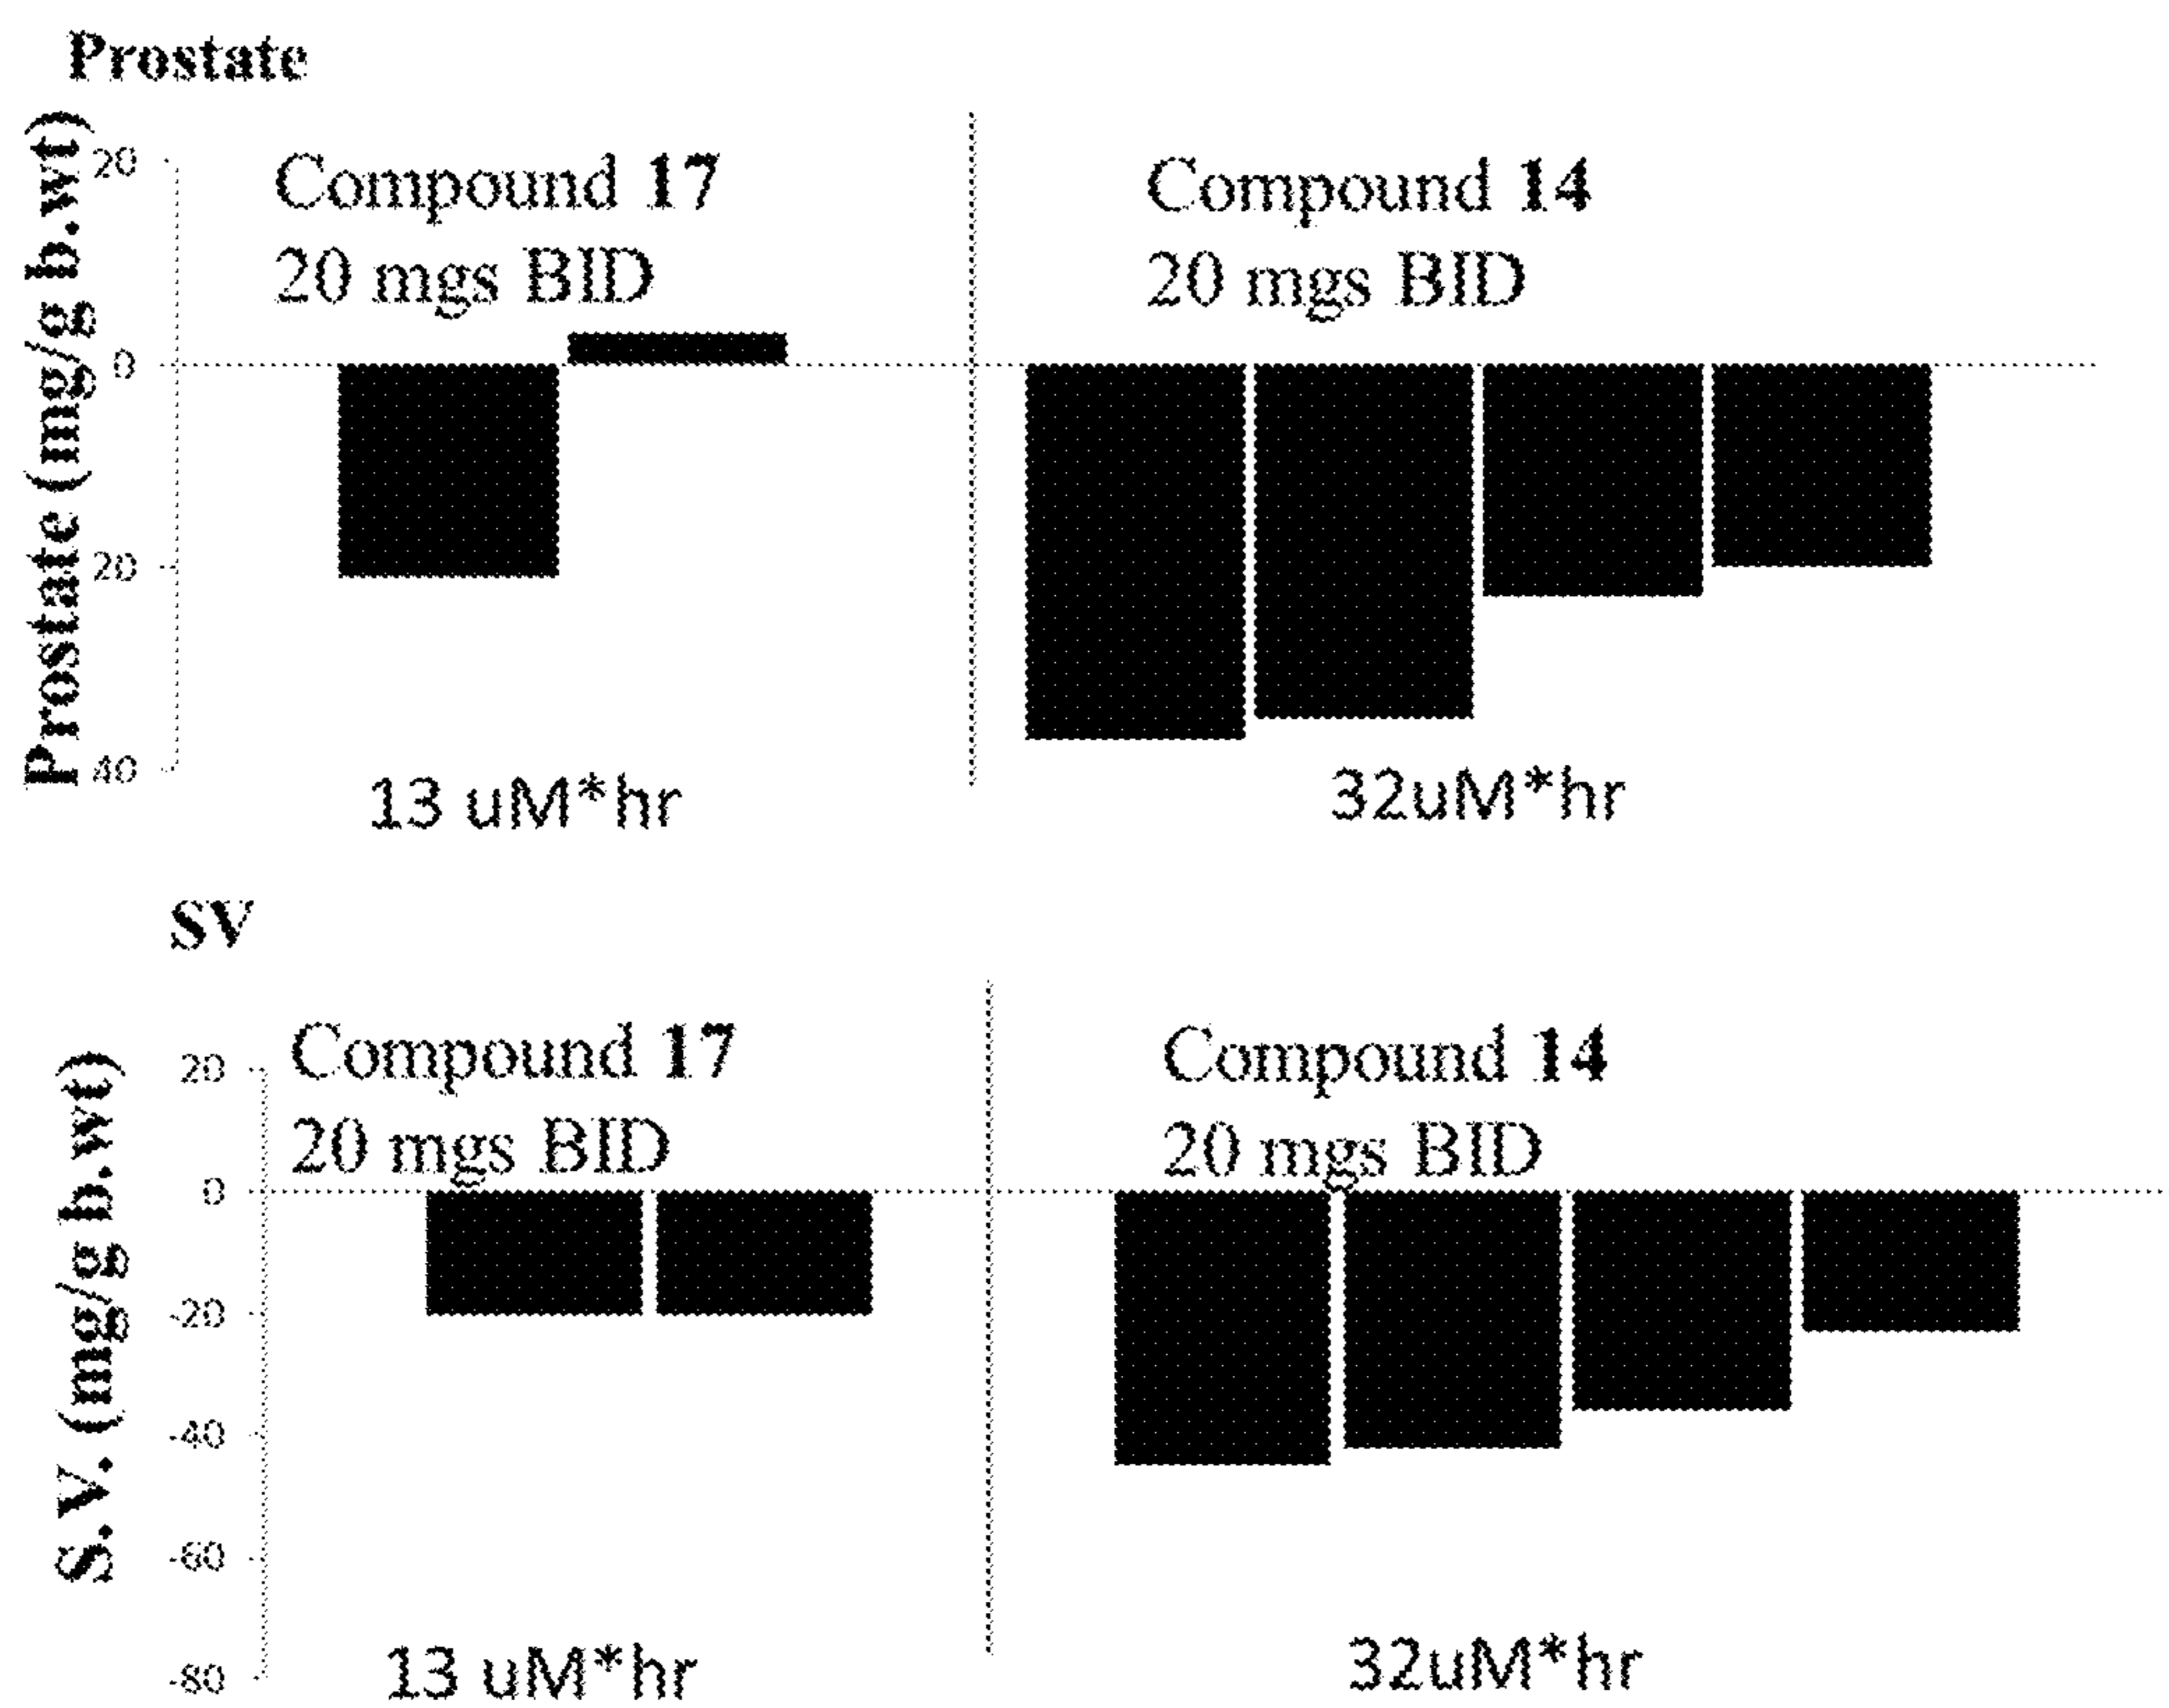 Prostate
Prostate (mg/g b.wt)
20
0
20
40
Compound 17
20 mgs BID
Compound 14
20 mgs BID
13 uM*hr
32uM*hr
SV
S.V. (mg/g b.wt)
20
0
-20
-40
-60
-80
Compound 17
20 mgs BID
Compound 14
20 mgs BID
13 uM*hr
32uM*hr